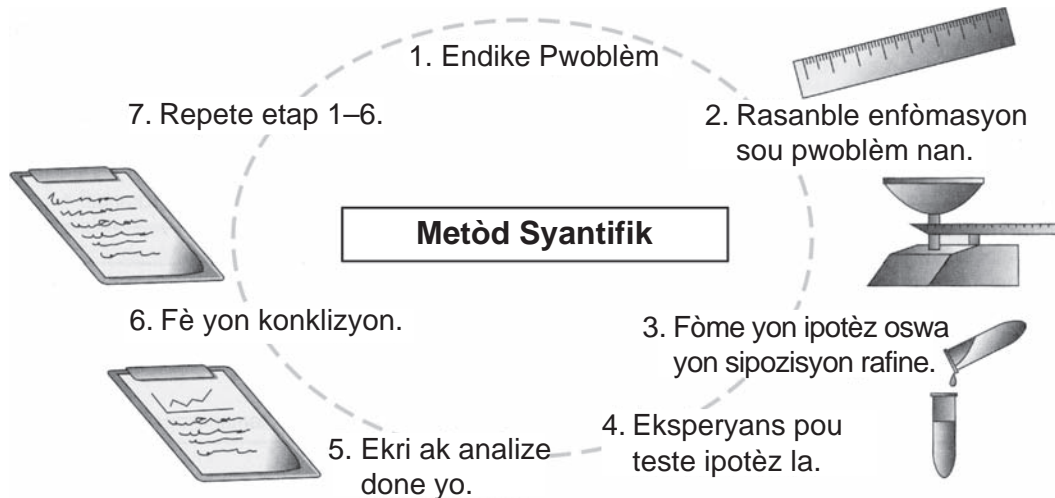 1. Endike Pwoblèm
2. Rasanble enfòmasyon
sou pwoblèm nan.
3. Fòme yon ipotèz oswa
yon sipozisyon rafine.
4. Eksperyans pou
teste ipotèz la.
5. Ekri ak analize
done yo.
6. Fè yon konklizyon.
7. Repete etap 1–6.
Metòd Syantifik